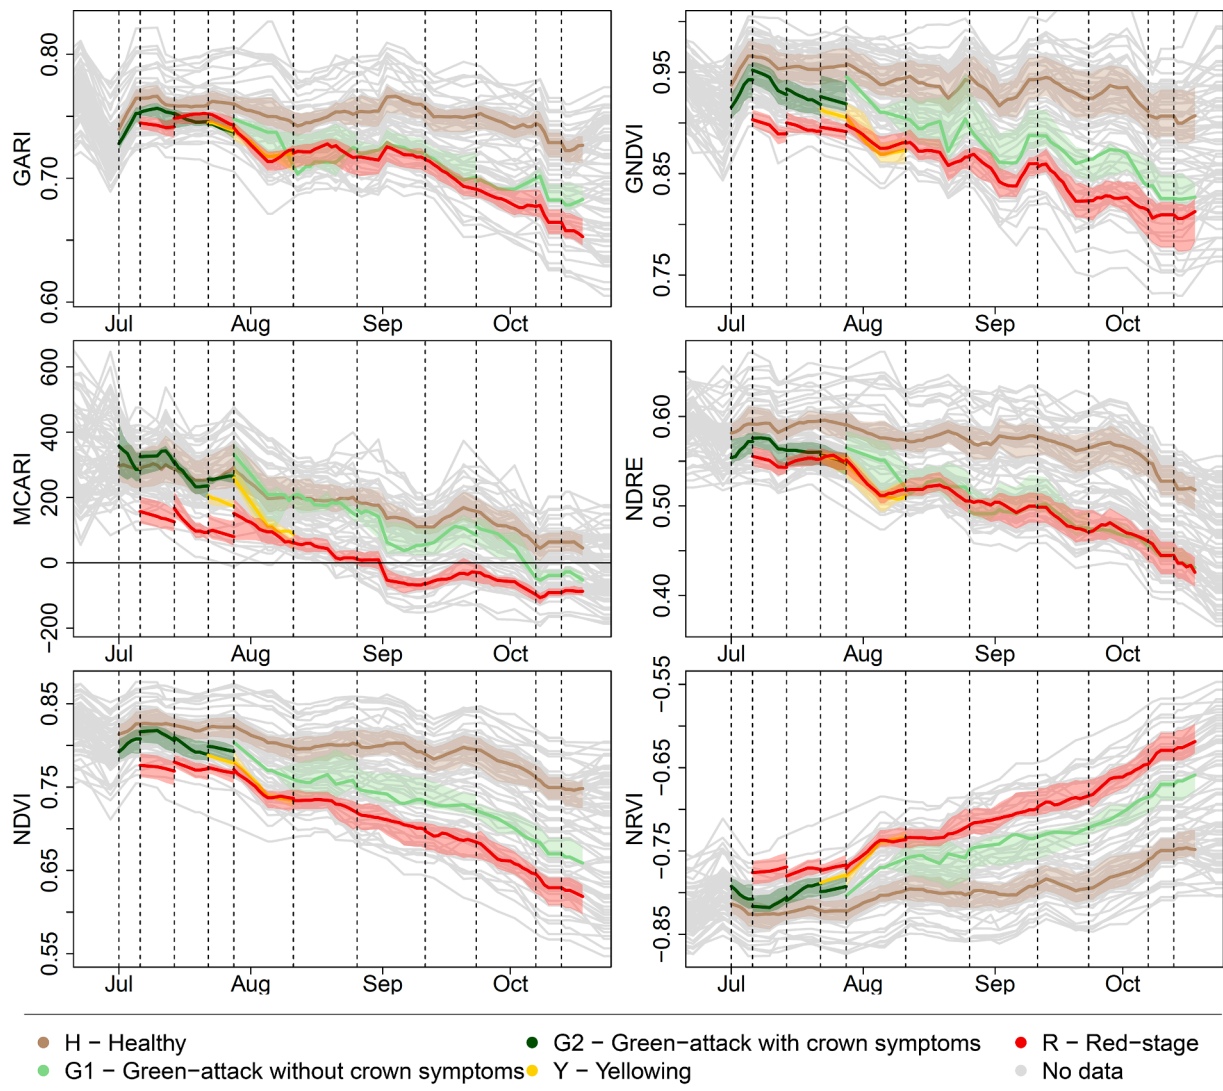 GARI
0.80
0.70
0.60
Jul Aug Sep Oct
GNDVI
0.95
0.85
0.75
Jul Aug Sep Oct
MCARI
600
400
200
0
−200
Jul Aug Sep Oct
NDRE
0.60
0.50
0.40
Jul Aug Sep Oct
NDVI
0.85
0.75
0.65
0.55
Jul Aug Sep Oct
NRVI
−0.55
−0.65
−0.75
−0.85
Jul Aug Sep Oct
H − Healthy
G2 − Green−attack with crown symptoms
R − Red−stage
G1 − Green−attack without crown symptoms
Y − Yellowing
No data